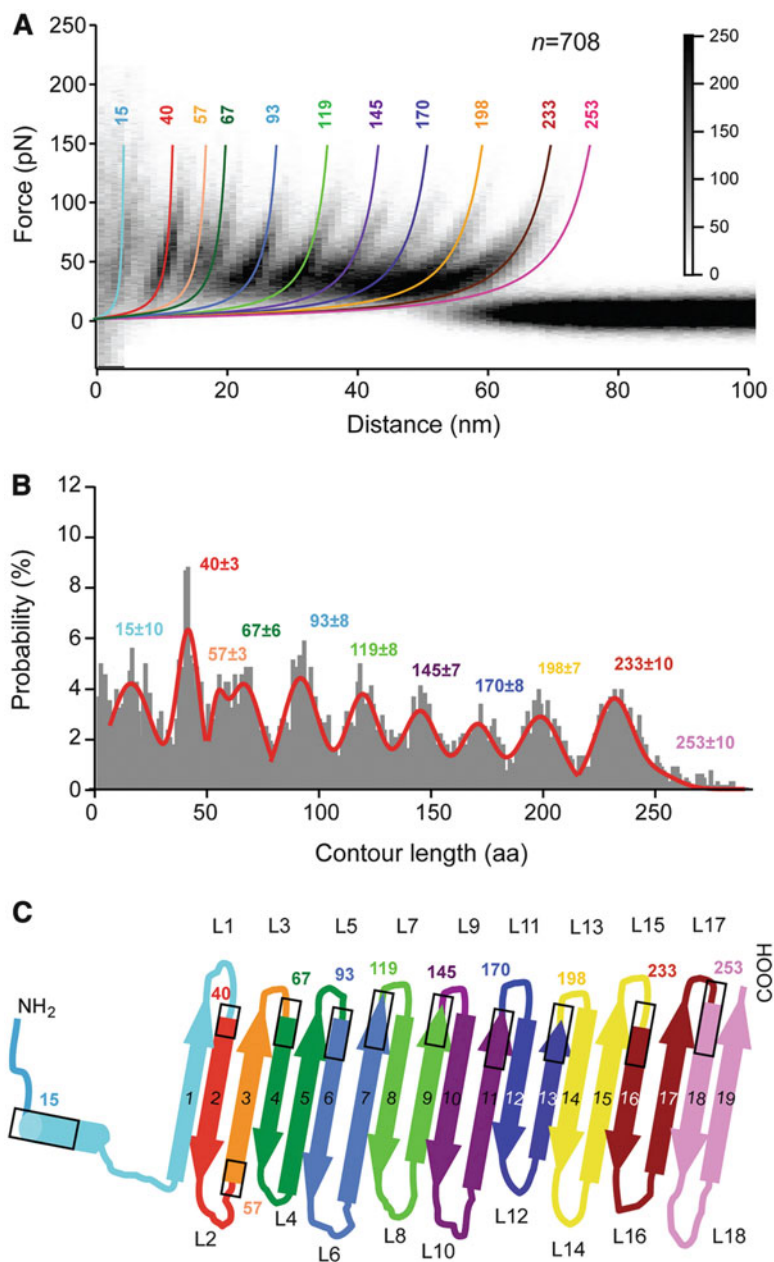 A
n=708
Force (pN)
250
200
150
100
50
0
15
40
57
67
93
119
145
170
198
233
253
250
200
150
100
50
0
0
20
40
60
80
100
Distance (nm)
B
Probability (%)
12
10
8
6
4
2
0
15±10
40±3
57±3
67±6
93±8
119±8
145±7
170±8
198±7
233±10
253±10
0
50
100
150
200
250
Contour length (aa)
C
L1
L3
L5
L7
L9
L11
L13
L15
L17
COOH
NH2
15
40
67
93
119
145
170
198
233
253
1
2
3
4
5
6
7
8
9
10
11
12
13
14
15
16
17
18
19
57
L2
L4
L6
L8
L10
L12
L14
L16
L18